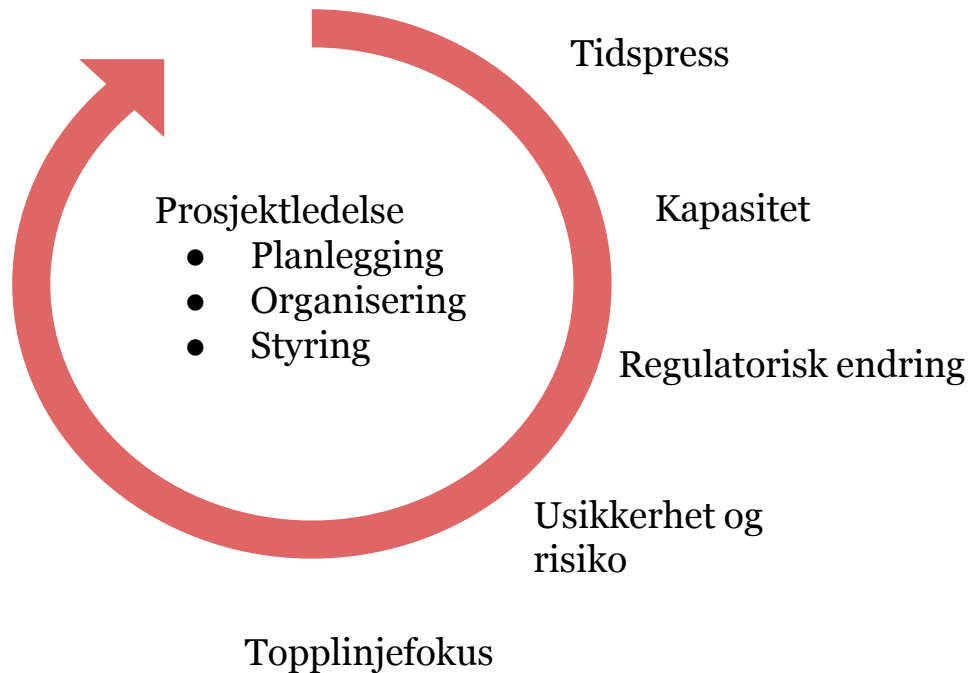 Tidspress
Kapasitet
Prosjektledelse
● Planlegging
● Organisering
● Styring
Regulatorisk endring
Usikkerhet og
risiko
Topplinjefokus